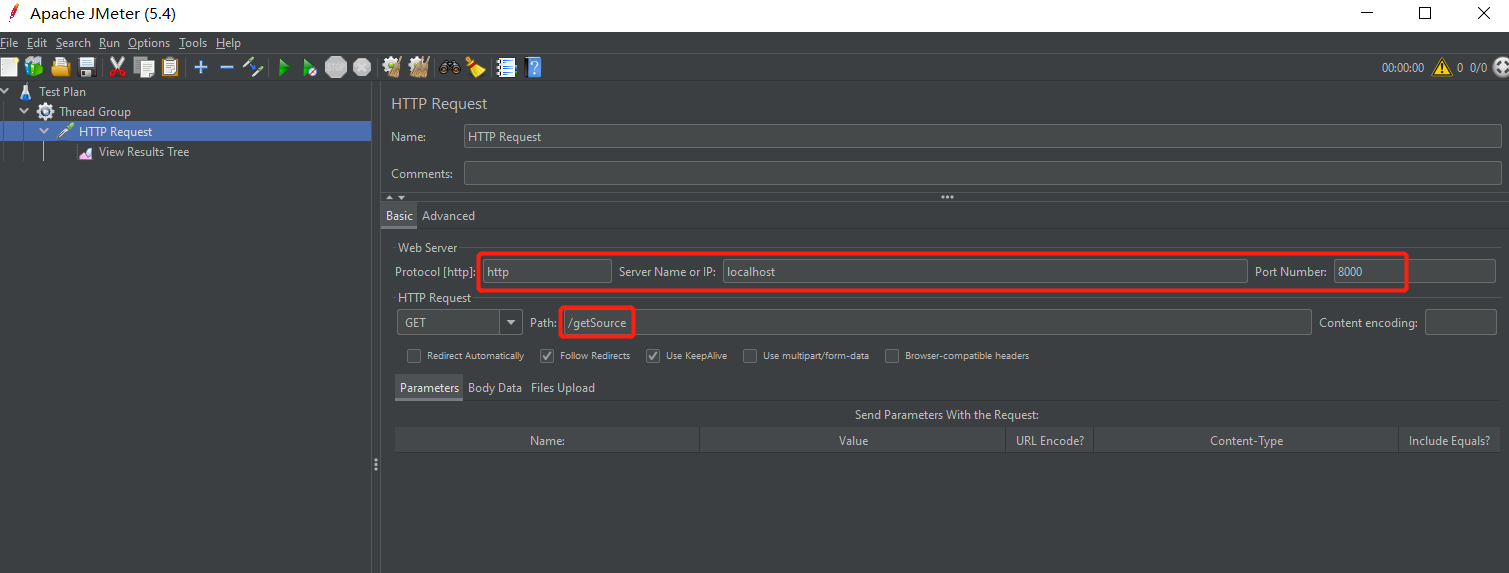 Apache JMeter (5.4)
File Edit Search Run Options Tools Help
00:00:00 0 0/0
Test Plan
Thread Group
HTTP Request
View Results Tree
HTTP Request
Name: HTTP Request
Comments:
Basic Advanced
Web Server
Protocol [http]: http Server Name or IP: localhost Port Number: 8000
HTTP Request
GET Path: /getSource Content encoding:
Redirect Automatically Follow Redirects Use KeepAlive Use multipart/form-data Browser-compatible headers
Parameters Body Data Files Upload
Send Parameters With the Request:
Name: Value URL Encode? Content-Type Include Equals?